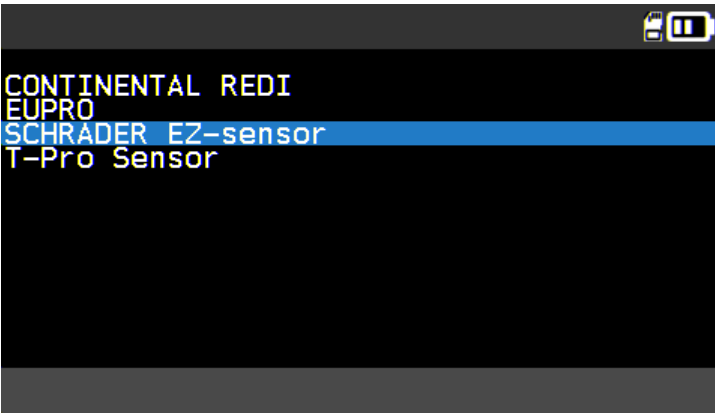 CONTINENTAL REDI
EUPRO
SCHRADER EZ-sensor
T-Pro Sensor